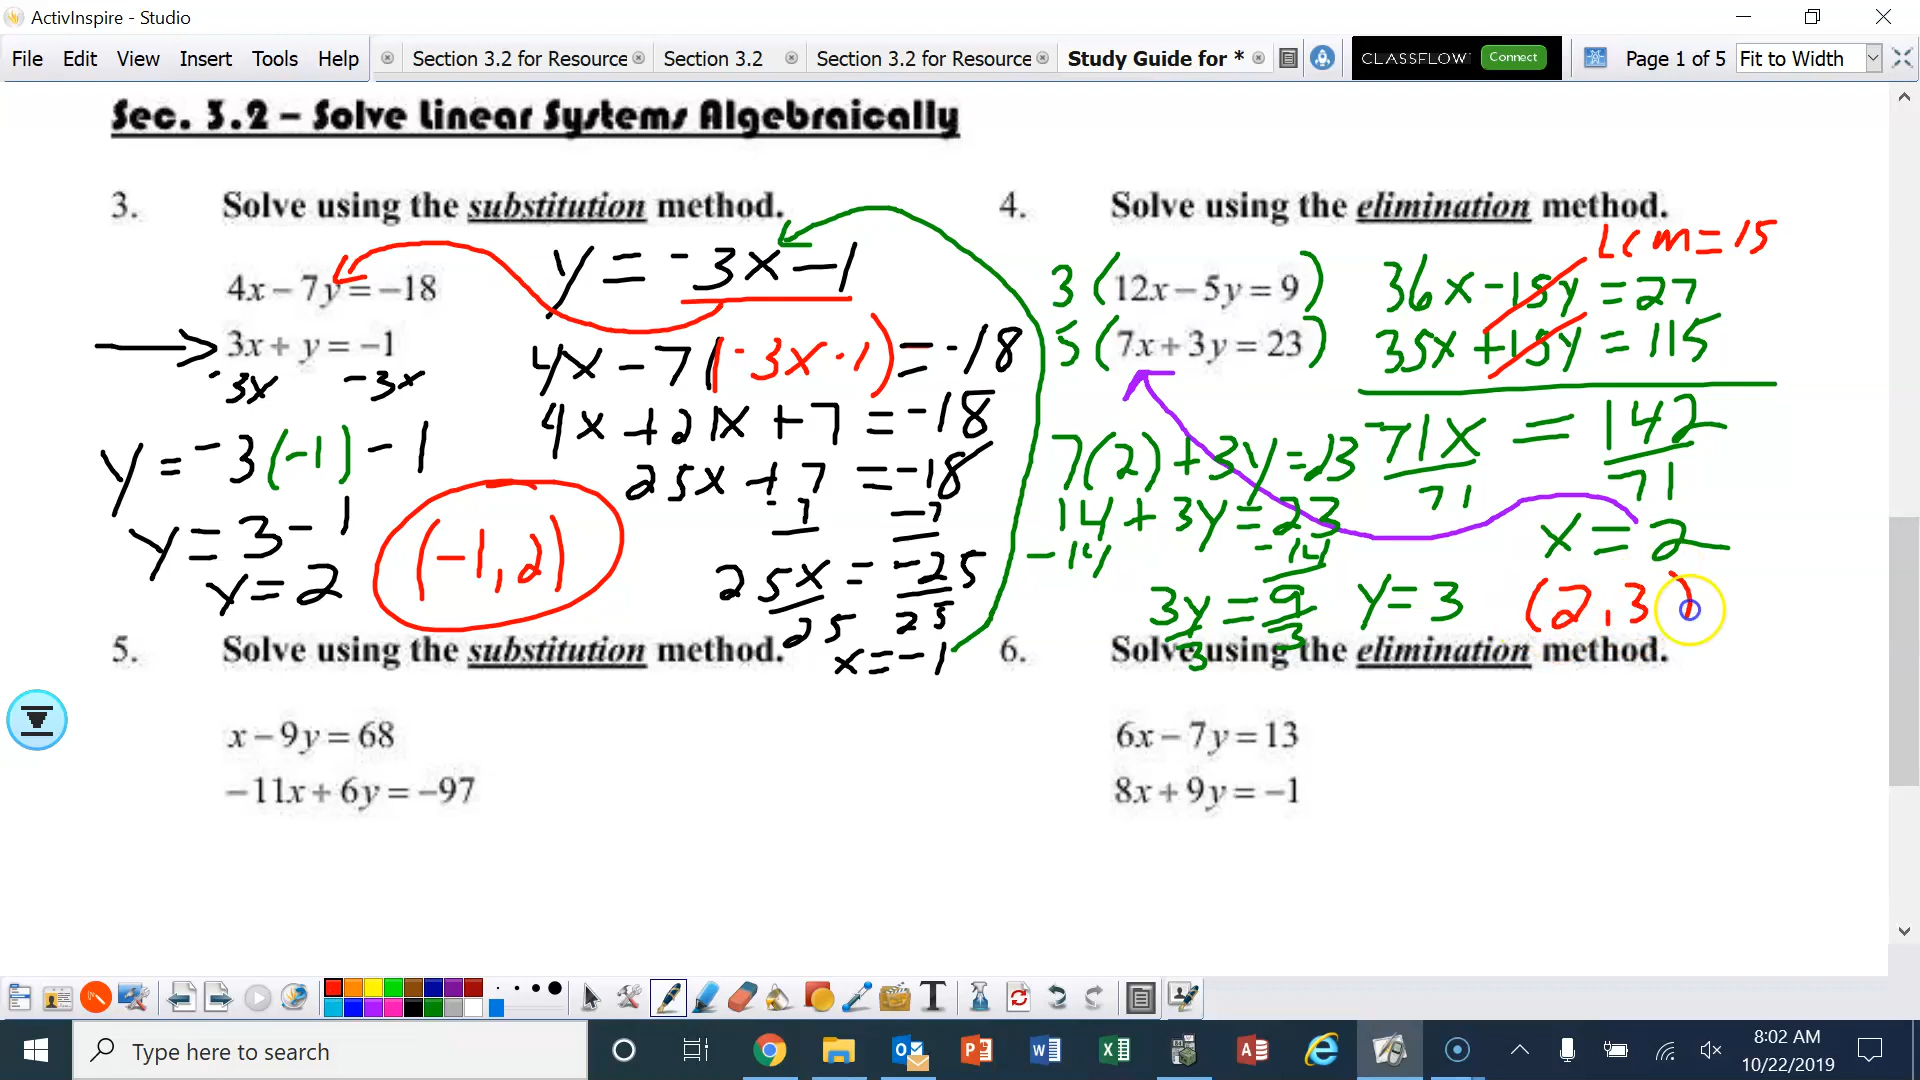 ActivInspire - Studio
File Edit View Insert Tools Help
Section 3.2 for Resource Section 3.2 Section 3.2 for Resource Study Guide for *
CLASSFLOW Connect
Page 1 of 5 Fit to Width
Sec. 3.2 – Solve Linear Systems Algebraically
3. Solve using the substitution method.
4x – 7y = –18
3x + y = –1
-3x -3x
y = -3x - 1
4x - 7(-3x - 1) = -18
4x + 21x + 7 = -18
25x + 7 = -18
-7 -7
25x = -25
25 25
x = -1
y = -3(-1) - 1
y = 3 - 1
y = 2
(-1, 2)
4. Solve using the elimination method.
Lcm = 15
3(12x – 5y = 9)
5(7x + 3y = 23)
36x - 15y = 27
35x + 15y = 115
71x = 142
71 71
x = 2
7(2) + 3y = 23
14 + 3y = 23
-14 -14
3y = 9
3 3
y = 3
(2, 3)
5. Solve using the substitution method.
x – 9y = 68
–11x + 6y = –97
6. Solve using the elimination method.
6x – 7y = 13
8x + 9y = –1
Type here to search
8:02 AM
10/22/2019